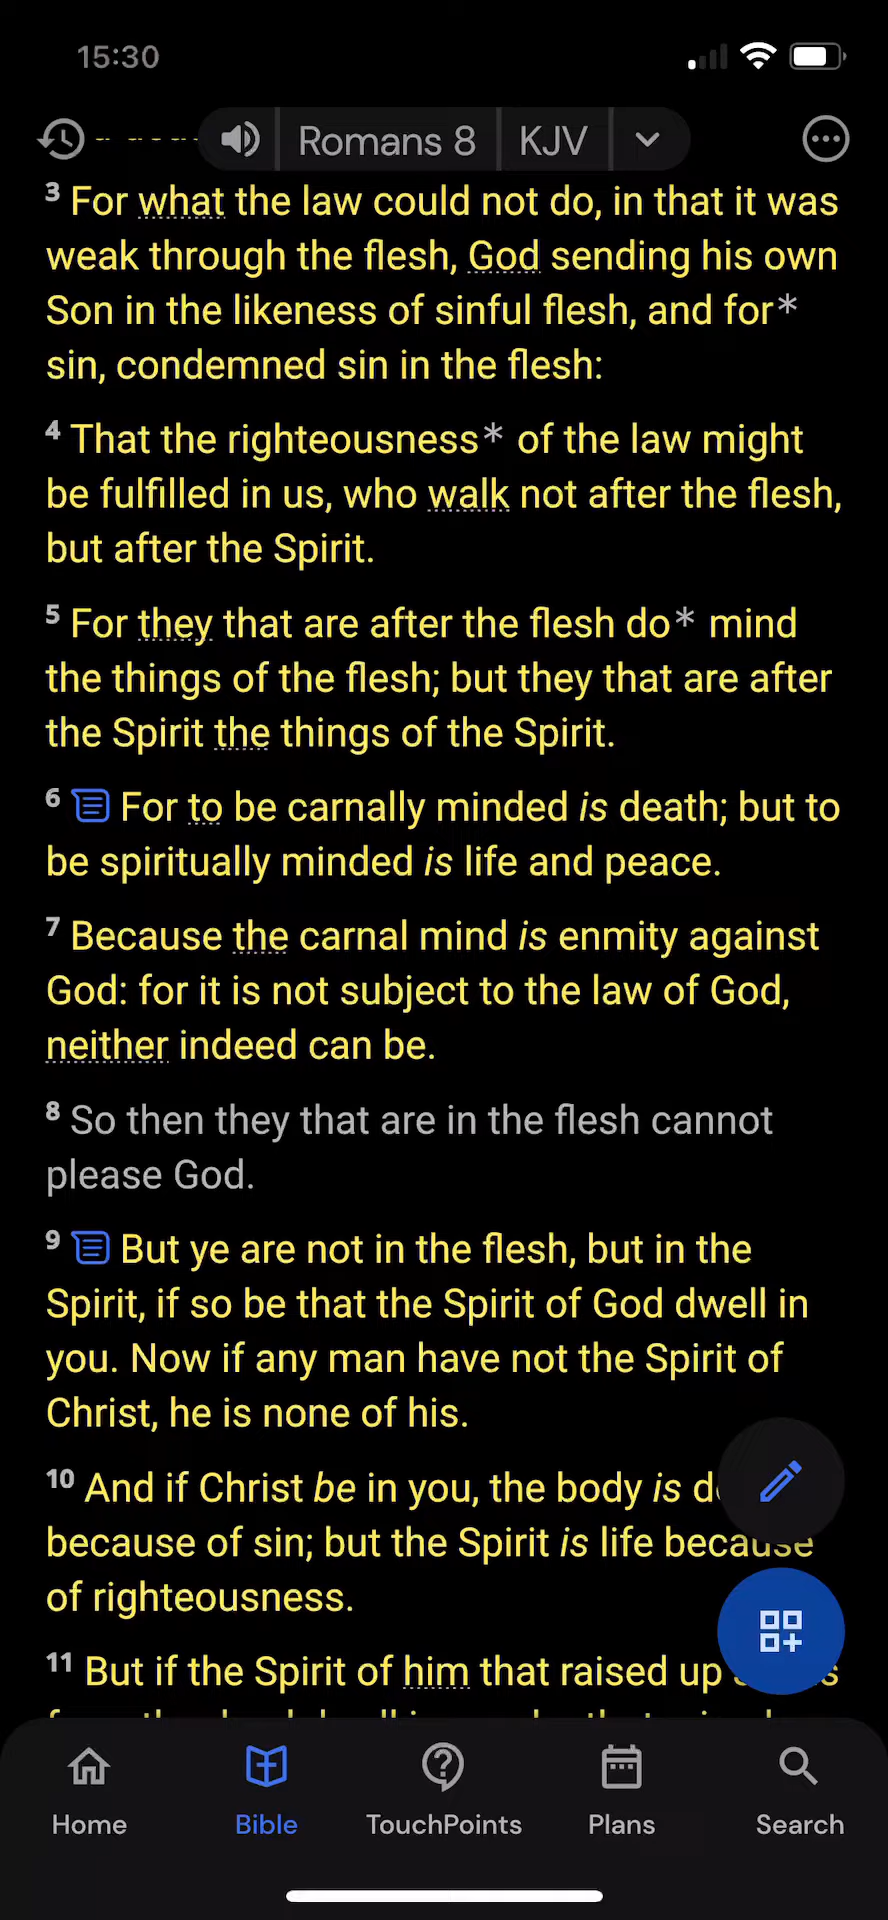 15:30
Romans 8 KJV
3 For what the law could not do, in that it was
weak through the flesh, God sending his own
Son in the likeness of sinful flesh, and for*
sin, condemned sin in the flesh:
4 That the righteousness* of the law might
be fulfilled in us, who walk not after the flesh,
but after the Spirit.
5 For they that are after the flesh do* mind
the things of the flesh; but they that are after
the Spirit the things of the Spirit.
6 For to be carnally minded is death; but to
be spiritually minded is life and peace.
7 Because the carnal mind is enmity against
God: for it is not subject to the law of God,
neither indeed can be.
8 So then they that are in the flesh cannot
please God.
9 But ye are not in the flesh, but in the
Spirit, if so be that the Spirit of God dwell in
you. Now if any man have not the Spirit of
Christ, he is none of his.
10 And if Christ be in you, the body is
because of sin; but the Spirit is life because
of righteousness.
11 But if the Spirit of him that raised up
Home Bible TouchPoints Plans Search